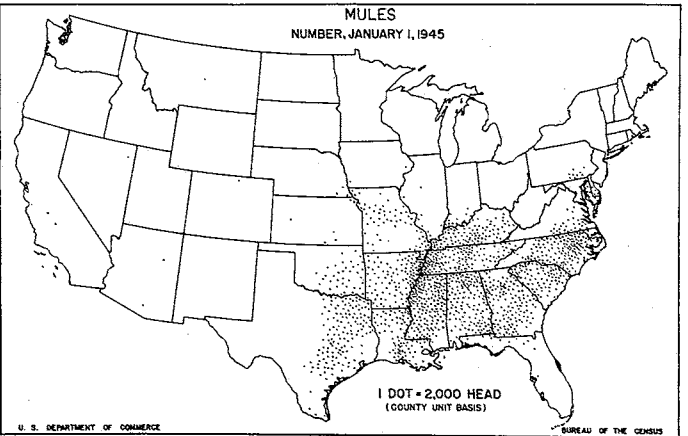 MULES
NUMBER, JANUARY 1, 1945
1 DOT = 2,000 HEAD
(COUNTY UNIT BASIS)
U. S. DEPARTMENT OF COMMERCE
BUREAU OF THE CENSUS